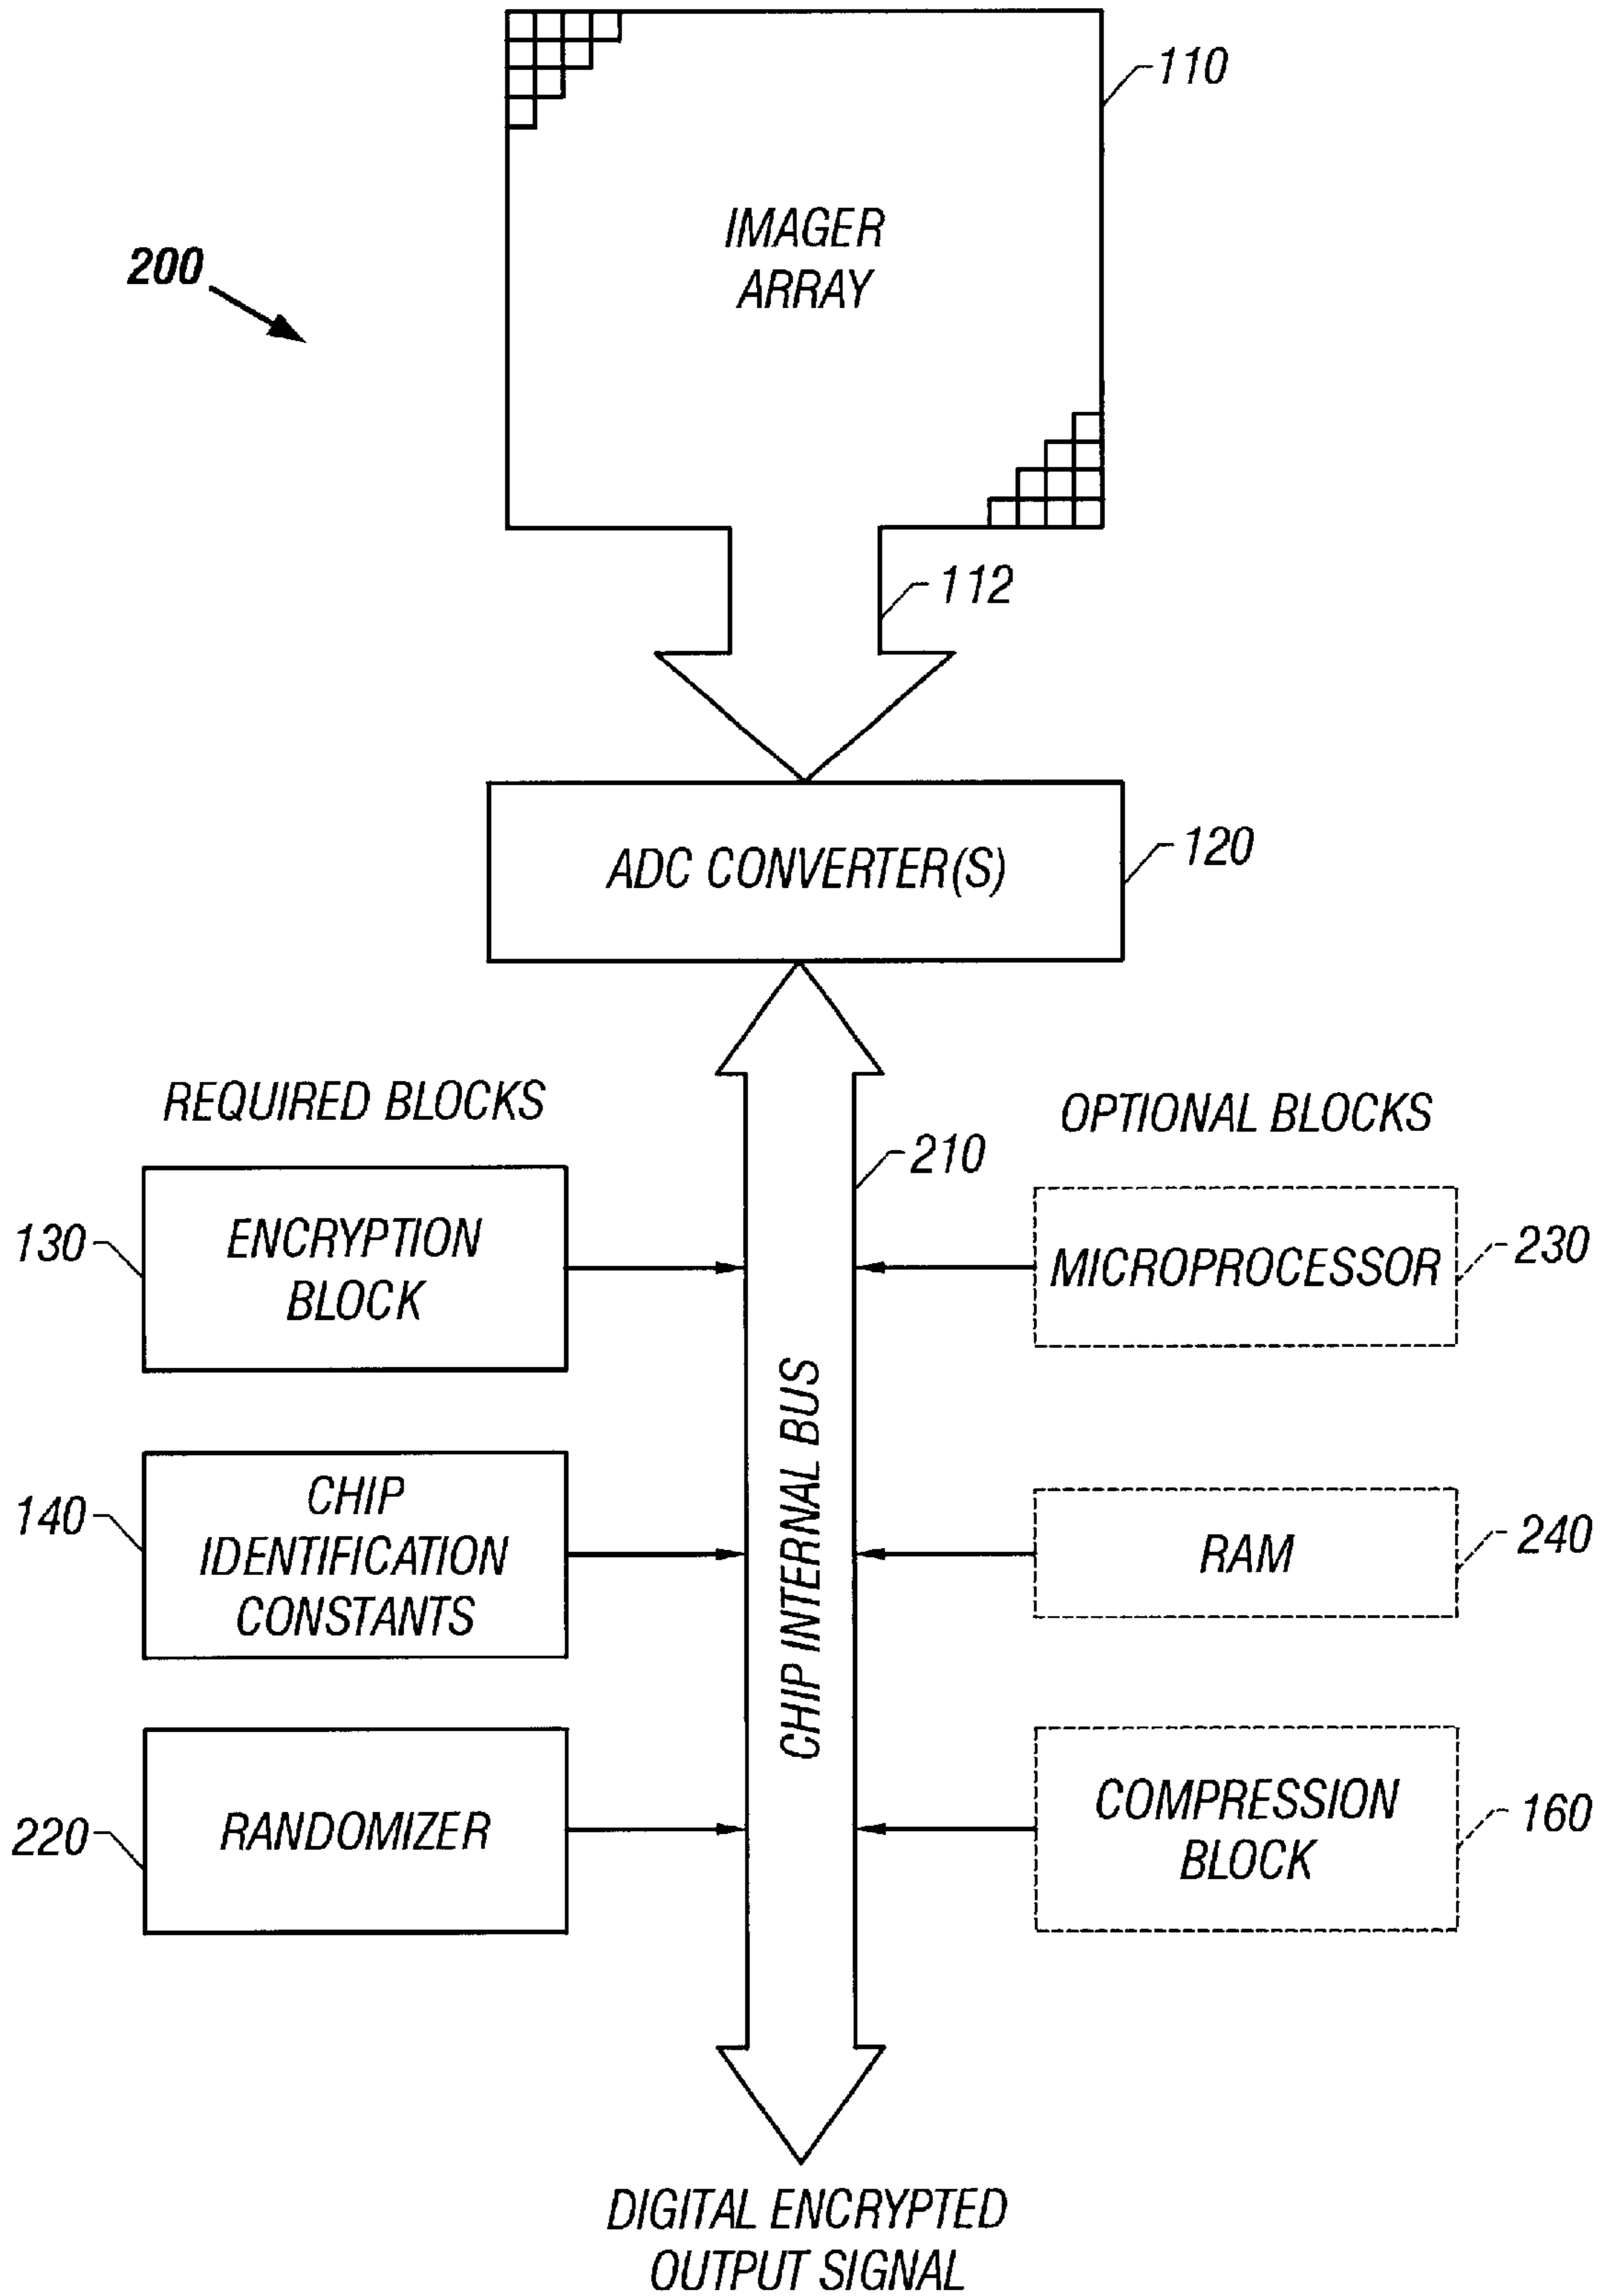 110
IMAGER
ARRAY
200
112
ADC CONVERTER(S)
120
REQUIRED BLOCKS
OPTIONAL BLOCKS
210
130
ENCRYPTION
BLOCK
MICROPROCESSOR
230
CHIP INTERNAL BUS
140
CHIP
IDENTIFICATION
CONSTANTS
RAM
240
220
RANDOMIZER
COMPRESSION
BLOCK
160
DIGITAL ENCRYPTED
OUTPUT SIGNAL